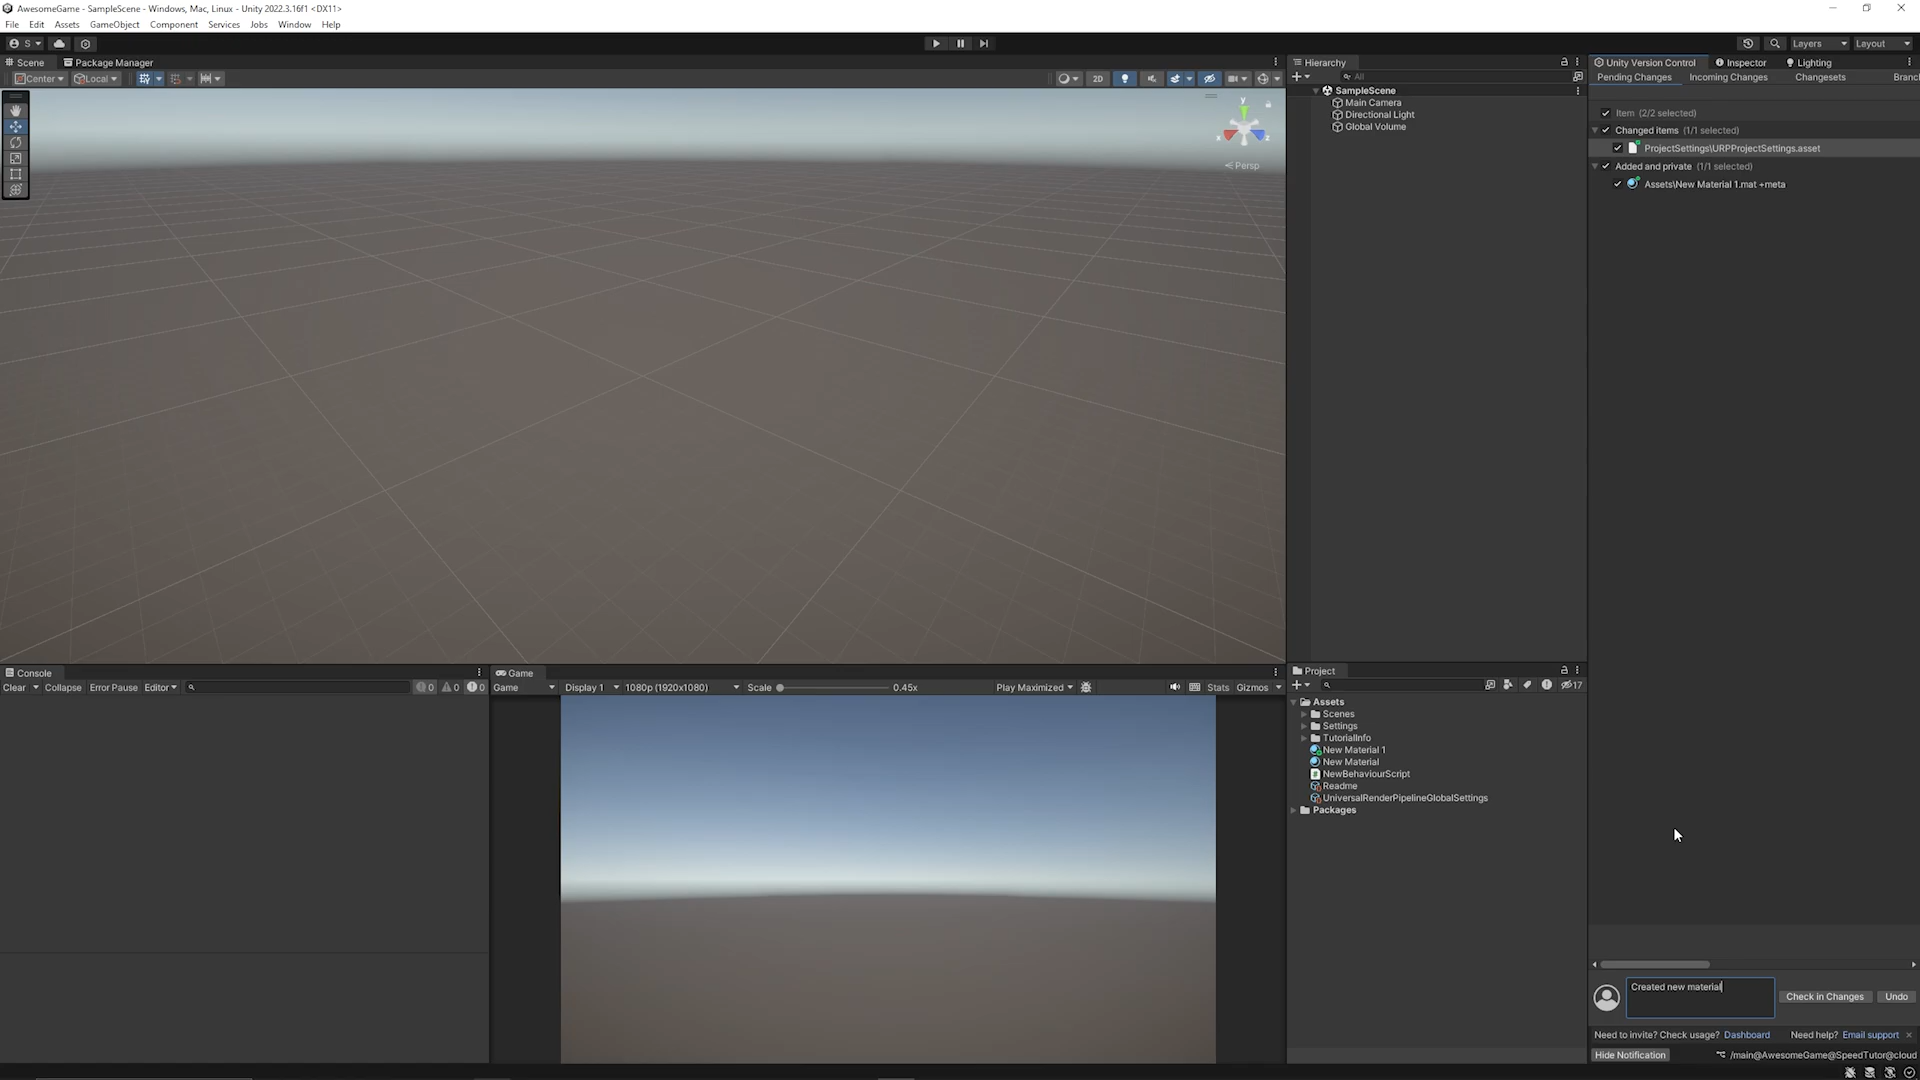 AwesomeGame - SampleScene - Windows, Mac, Linux - Unity 2022.3.16f1 <DX11>
File Edit Assets GameObject Component Services Jobs Window Help
S
Layers Layout
Scene Package Manager
Center Local
2D
y
x z
Persp
Hierarchy
All
SampleScene
Main Camera
Directional Light
Global Volume
Unity Version Control Inspector Lighting
Pending Changes Incoming Changes Changesets Branc
Item (2/2 selected)
Changed items (1/1 selected)
ProjectSettings\URPProjectSettings.asset
Added and private (1/1 selected)
Assets\New Material 1.mat +meta
Console
Clear Collapse Error Pause Editor 0 0 0
Game
Game Display 1 1080p (1920x1080) Scale 0.45x Play Maximized Stats Gizmos
Project
17
Assets
Scenes
Settings
TutorialInfo
New Material 1
New Material
NewBehaviourScript
Readme
UniversalRenderPipelineGlobalSettings
Packages
Created new material
Check in Changes Undo
Need to invite? Check usage? Dashboard Need help? Email support
Hide Notification /main@AwesomeGame@SpeedTutor@cloud